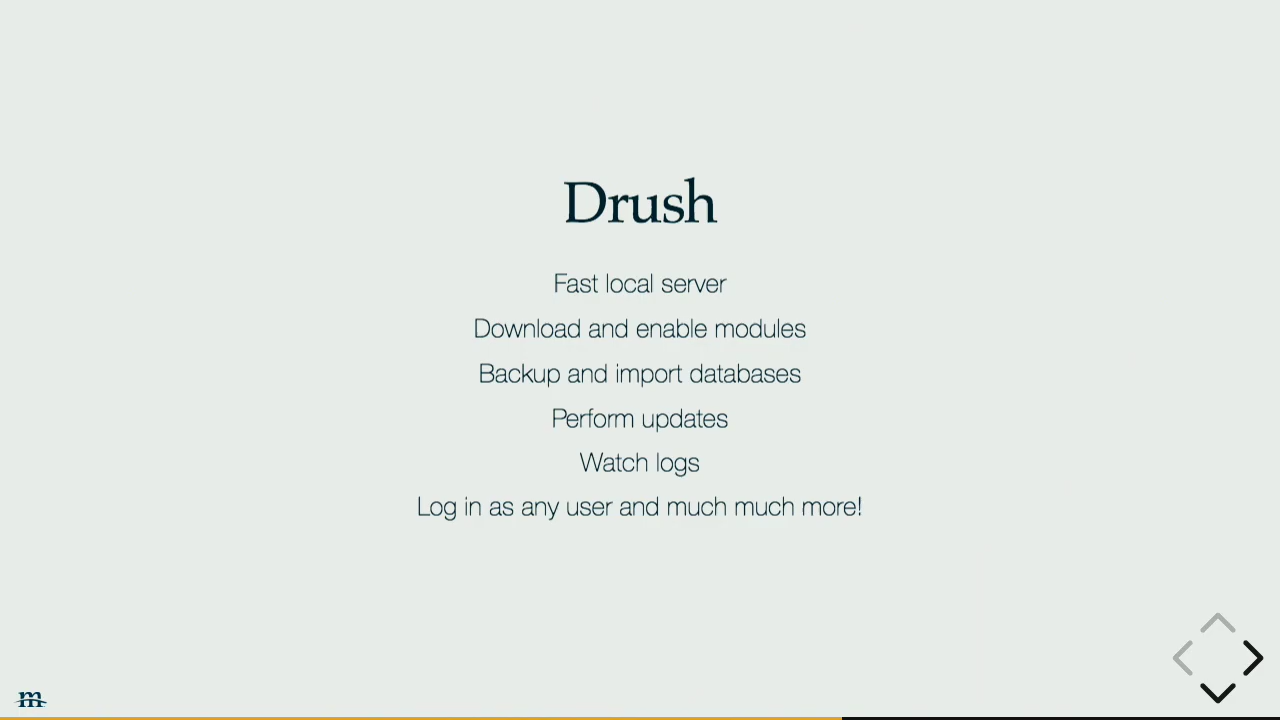 Drush
Fast local server
Download and enable modules
Backup and import databases
Perform updates
Watch logs
Log in as any user and much much more!
m